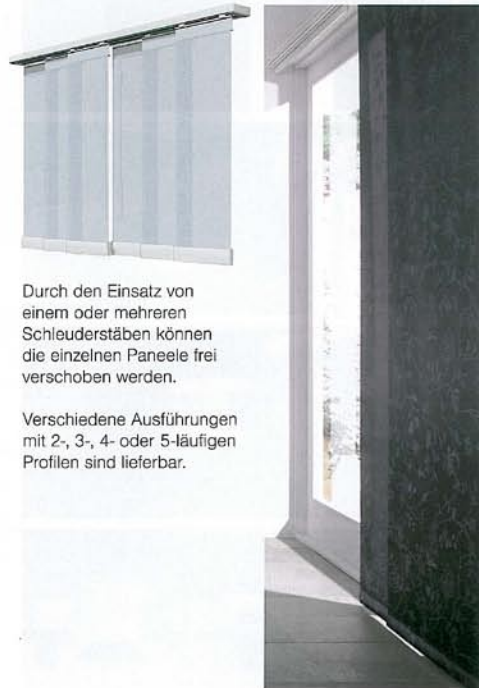 Durch den Einsatz von
einem oder mehreren
Schleuderstäben können
die einzelnen Paneele frei
verschoben werden.
Verschiedene Ausführungen
mit 2-, 3-, 4- oder 5-läufigen
Profilen sind lieferbar.